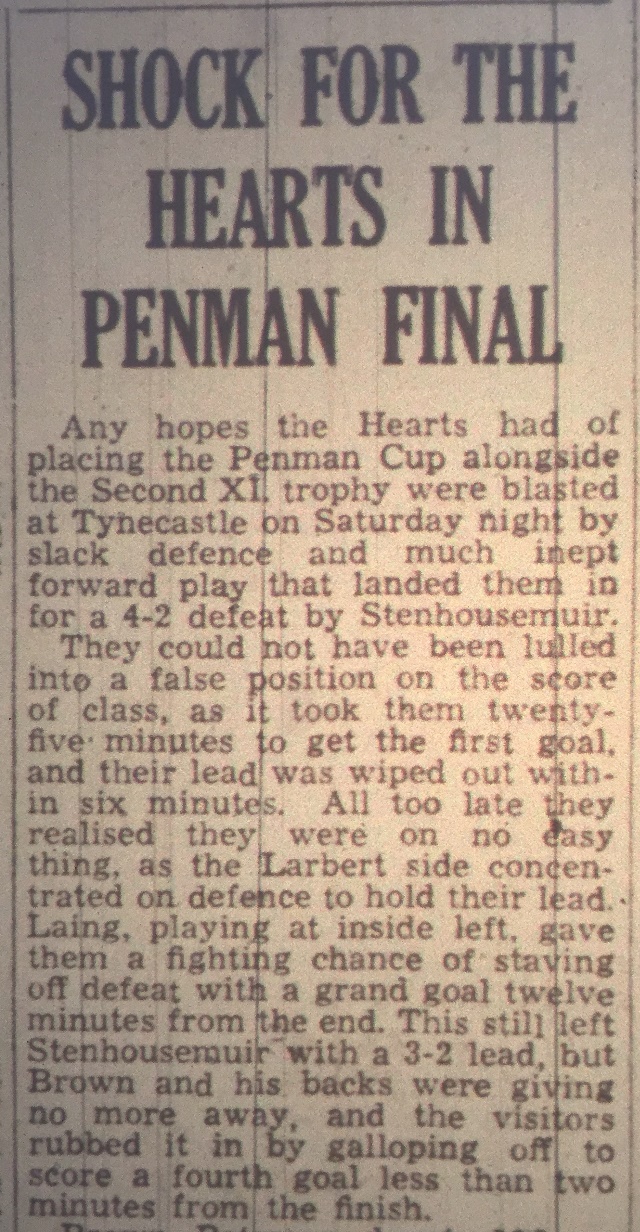 SHOCK FOR THE
HEARTS IN
PENMAN FINAL
Any hopes the Hearts had of
placing the Penman Cup alongside
the Second XI. trophy were blasted
at Tynecastle on Saturday night by
slack defence and much inept
forward play that landed them in
for a 4-2 defeat by Stenhousemuir.
They could not have been lulled
into a false position on the score
of class, as it took them twenty-
five minutes to get the first goal,
and their lead was wiped out with-
in six minutes. All too late they
realised they were on no easy
thing, as the Larbert side concen-
trated on defence to hold their lead.
Laing, playing at inside left, gave
them a fighting chance of staving
off defeat with a grand goal twelve
minutes from the end. This still left
Stenhousemuir with a 3-2 lead, but
Brown and his backs were giving
no more away, and the visitors
rubbed it in by galloping off to
score a fourth goal less than two
minutes from the finish.